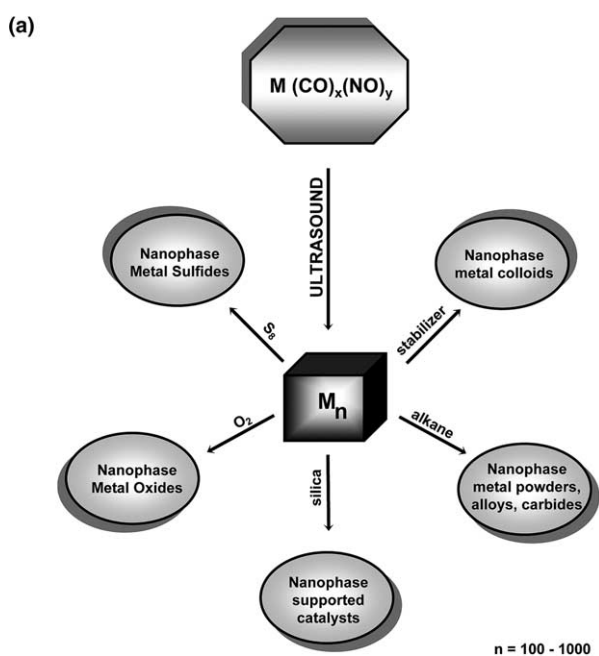 (a)
M (CO)ₓ(NO)ᵧ
ULTRASOUND
Nanophase
Metal Sulfides
Nanophase
metal colloids
S₈
stabilizer
Mₙ
O₂
alkane
silica
Nanophase
Metal Oxides
Nanophase
metal powders,
alloys, carbides
Nanophase
supported
catalysts
n = 100 - 1000